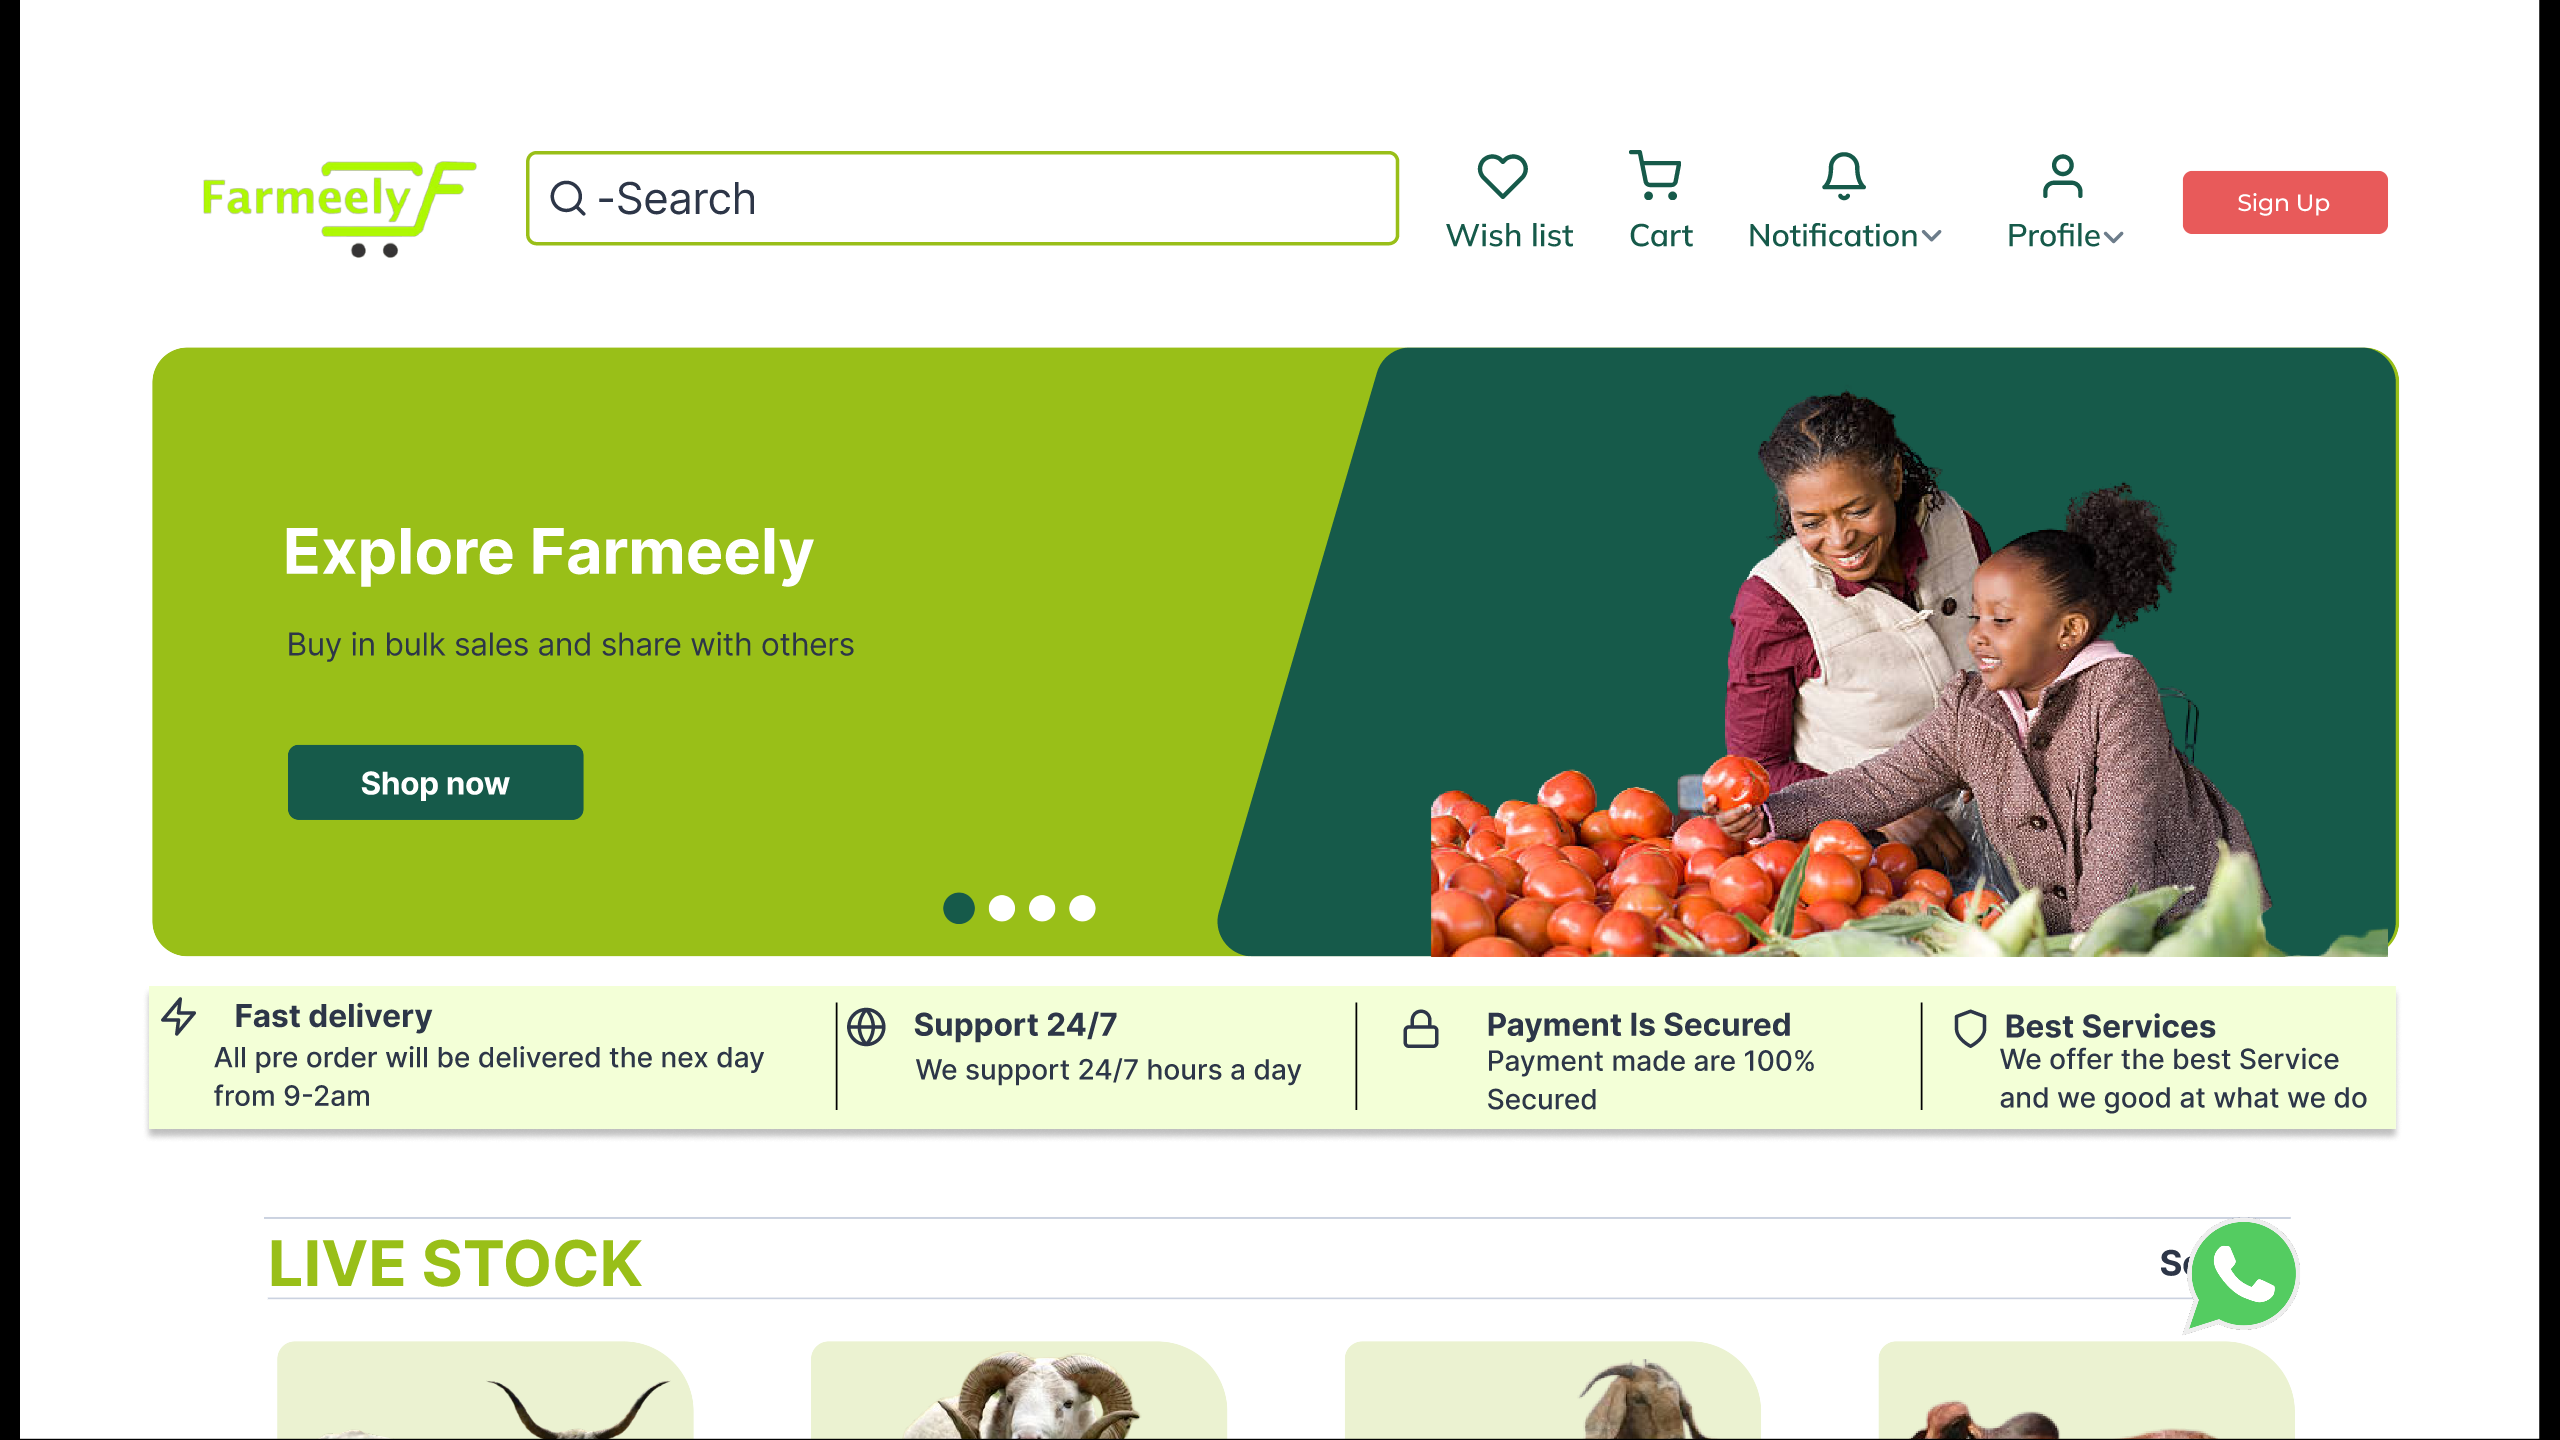 Farmeely F
-Search
Wish list
Cart
Notification
Profile
Sign Up
Explore Farmeely
Buy in bulk sales and share with others
Shop now
Fast delivery
All pre order will be delivered the nex day
from 9-2am
Support 24/7
We support 24/7 hours a day
Payment Is Secured
Payment made are 100%
Secured
Best Services
We offer the best Service
and we good at what we do
LIVE STOCK